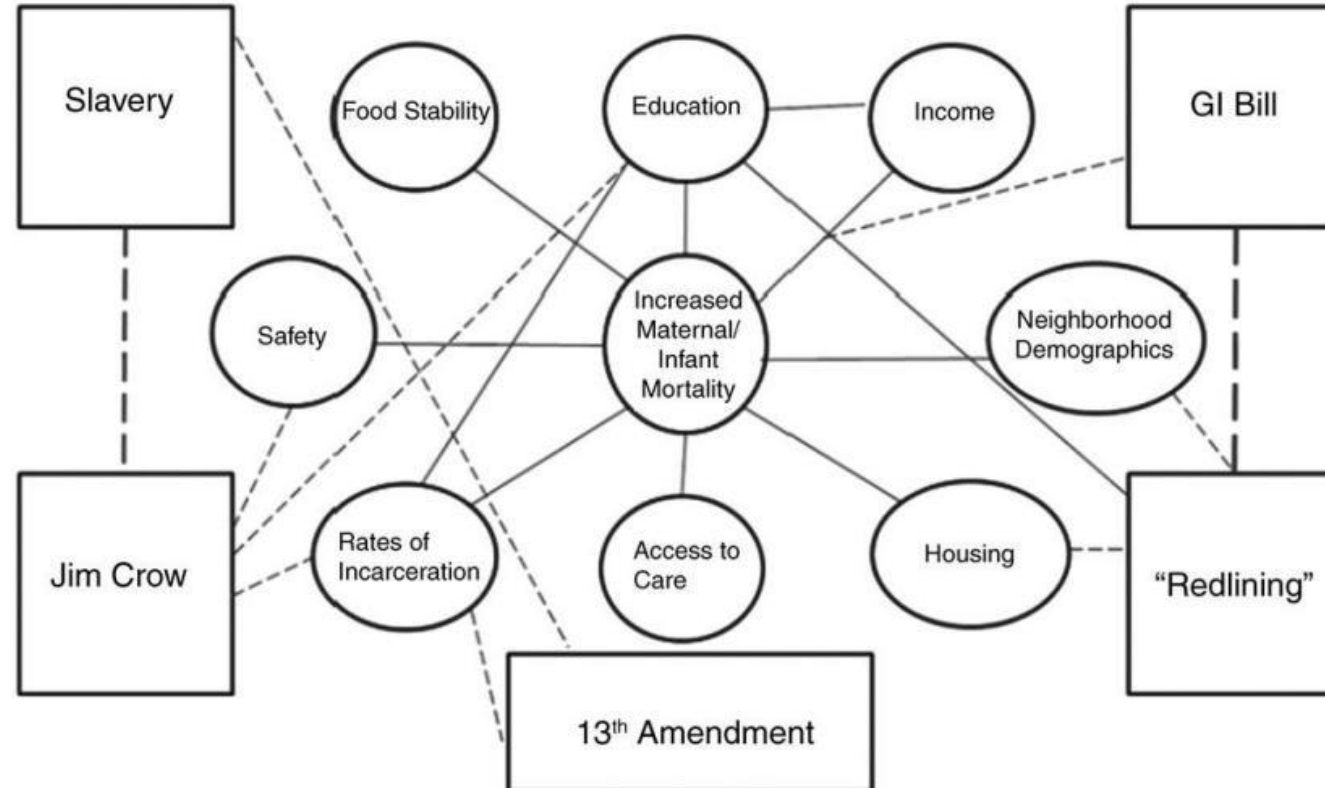 Slavery
Food Stability
Education
Income
GI Bill
Safety
Increased
Maternal/
Infant
Mortality
Neighborhood
Demographics
Jim Crow
Rates of
Incarceration
Access to
Care
Housing
“Redlining”
13th Amendment